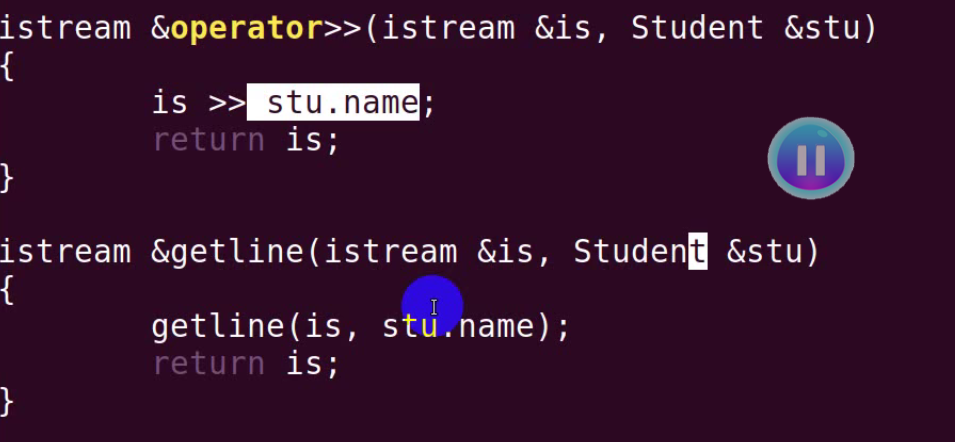 istream &operator>>(istream &is, Student &stu)
{
        is >> stu.name;
        return is;
}
istream &getline(istream &is, Student &stu)
{
        getline(is, stu.name);
        return is;
}